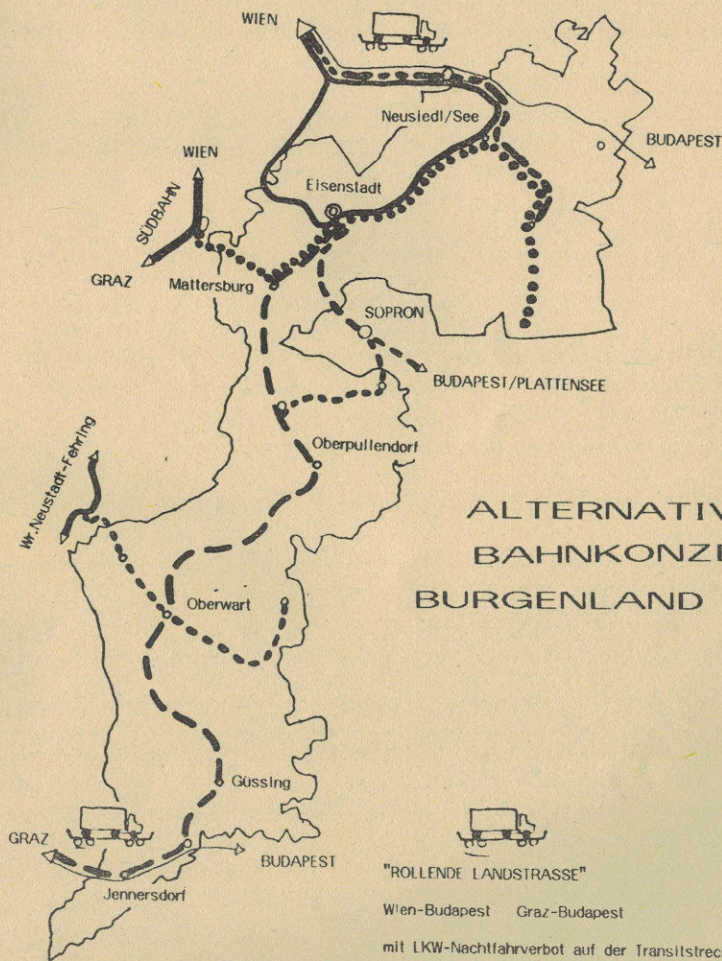 WIEN
Neusiedl/See
BUDAPEST
WIEN
Eisenstadt
SÜDBAHN
GRAZ
Mattersburg
SOPRON
BUDAPEST/PLATTENSEE
Oberpullendorf
Wr.Neustadt-Fehring
ALTERNATIV
BAHNKONZE
BURGENLAND
Oberwart
Güssing
GRAZ
BUDAPEST
Jennersdorf
"ROLLENDE LANDSTRASSE"
Wien-Budapest Graz-Budapest
mit LKW-Nachtfahrverbot auf der Transitstrec